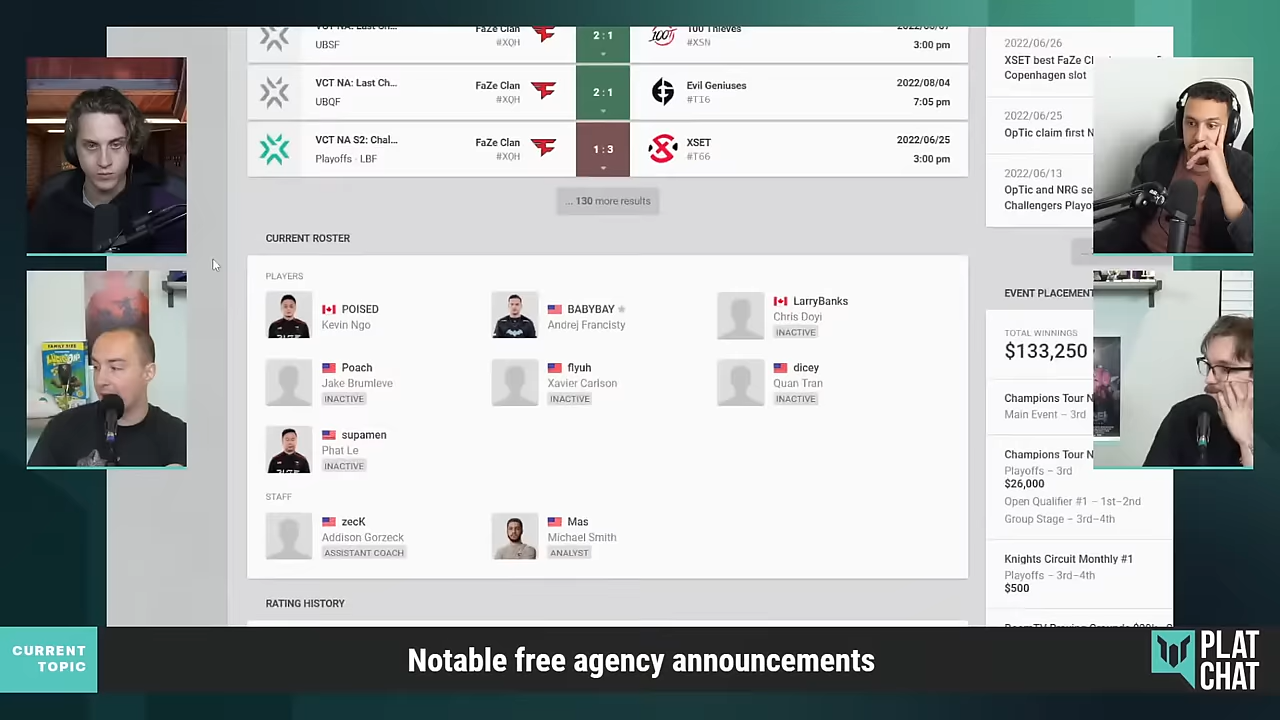 VCT NA: Last Ch...
UBSF
FaZe Clan
#XQH
2 : 1
100 Thieves
#XSN
2022/08/07
3:00 pm
VCT NA: Last Ch...
UBQF
FaZe Clan
#XQH
2 : 1
Evil Geniuses
#TI6
2022/08/04
7:05 pm
VCT NA S2: Chal...
Playoffs · LBF
FaZe Clan
#XQH
1 : 3
XSET
#T66
2022/06/25
3:00 pm
... 130 more results
CURRENT ROSTER
PLAYERS
POISED
Kevin Ngo
BABYBAY
Andrej Francisty
LarryBanks
Chris Doyi
INACTIVE
Poach
Jake Brumleve
INACTIVE
flyuh
Xavier Carlson
INACTIVE
dicey
Quan Tran
INACTIVE
supamen
Phat Le
INACTIVE
STAFF
zecK
Addison Gorzeck
ASSISTANT COACH
Mas
Michael Smith
ANALYST
RATING HISTORY
2022/06/26
XSET best FaZe C
Copenhagen slot
2022/06/25
OpTic claim first N
2022/06/13
OpTic and NRG se
Challengers Playo
EVENT PLACEMENT
TOTAL WINNINGS
$133,250
Champions Tour N
Main Event – 3rd
Champions Tour N
Playoffs – 3rd
$26,000
Open Qualifier #1 – 1st–2nd
Group Stage – 3rd–4th
Knights Circuit Monthly #1
Playoffs – 3rd–4th
$500
CURRENT
TOPIC
Notable free agency announcements
PLAT
CHAT